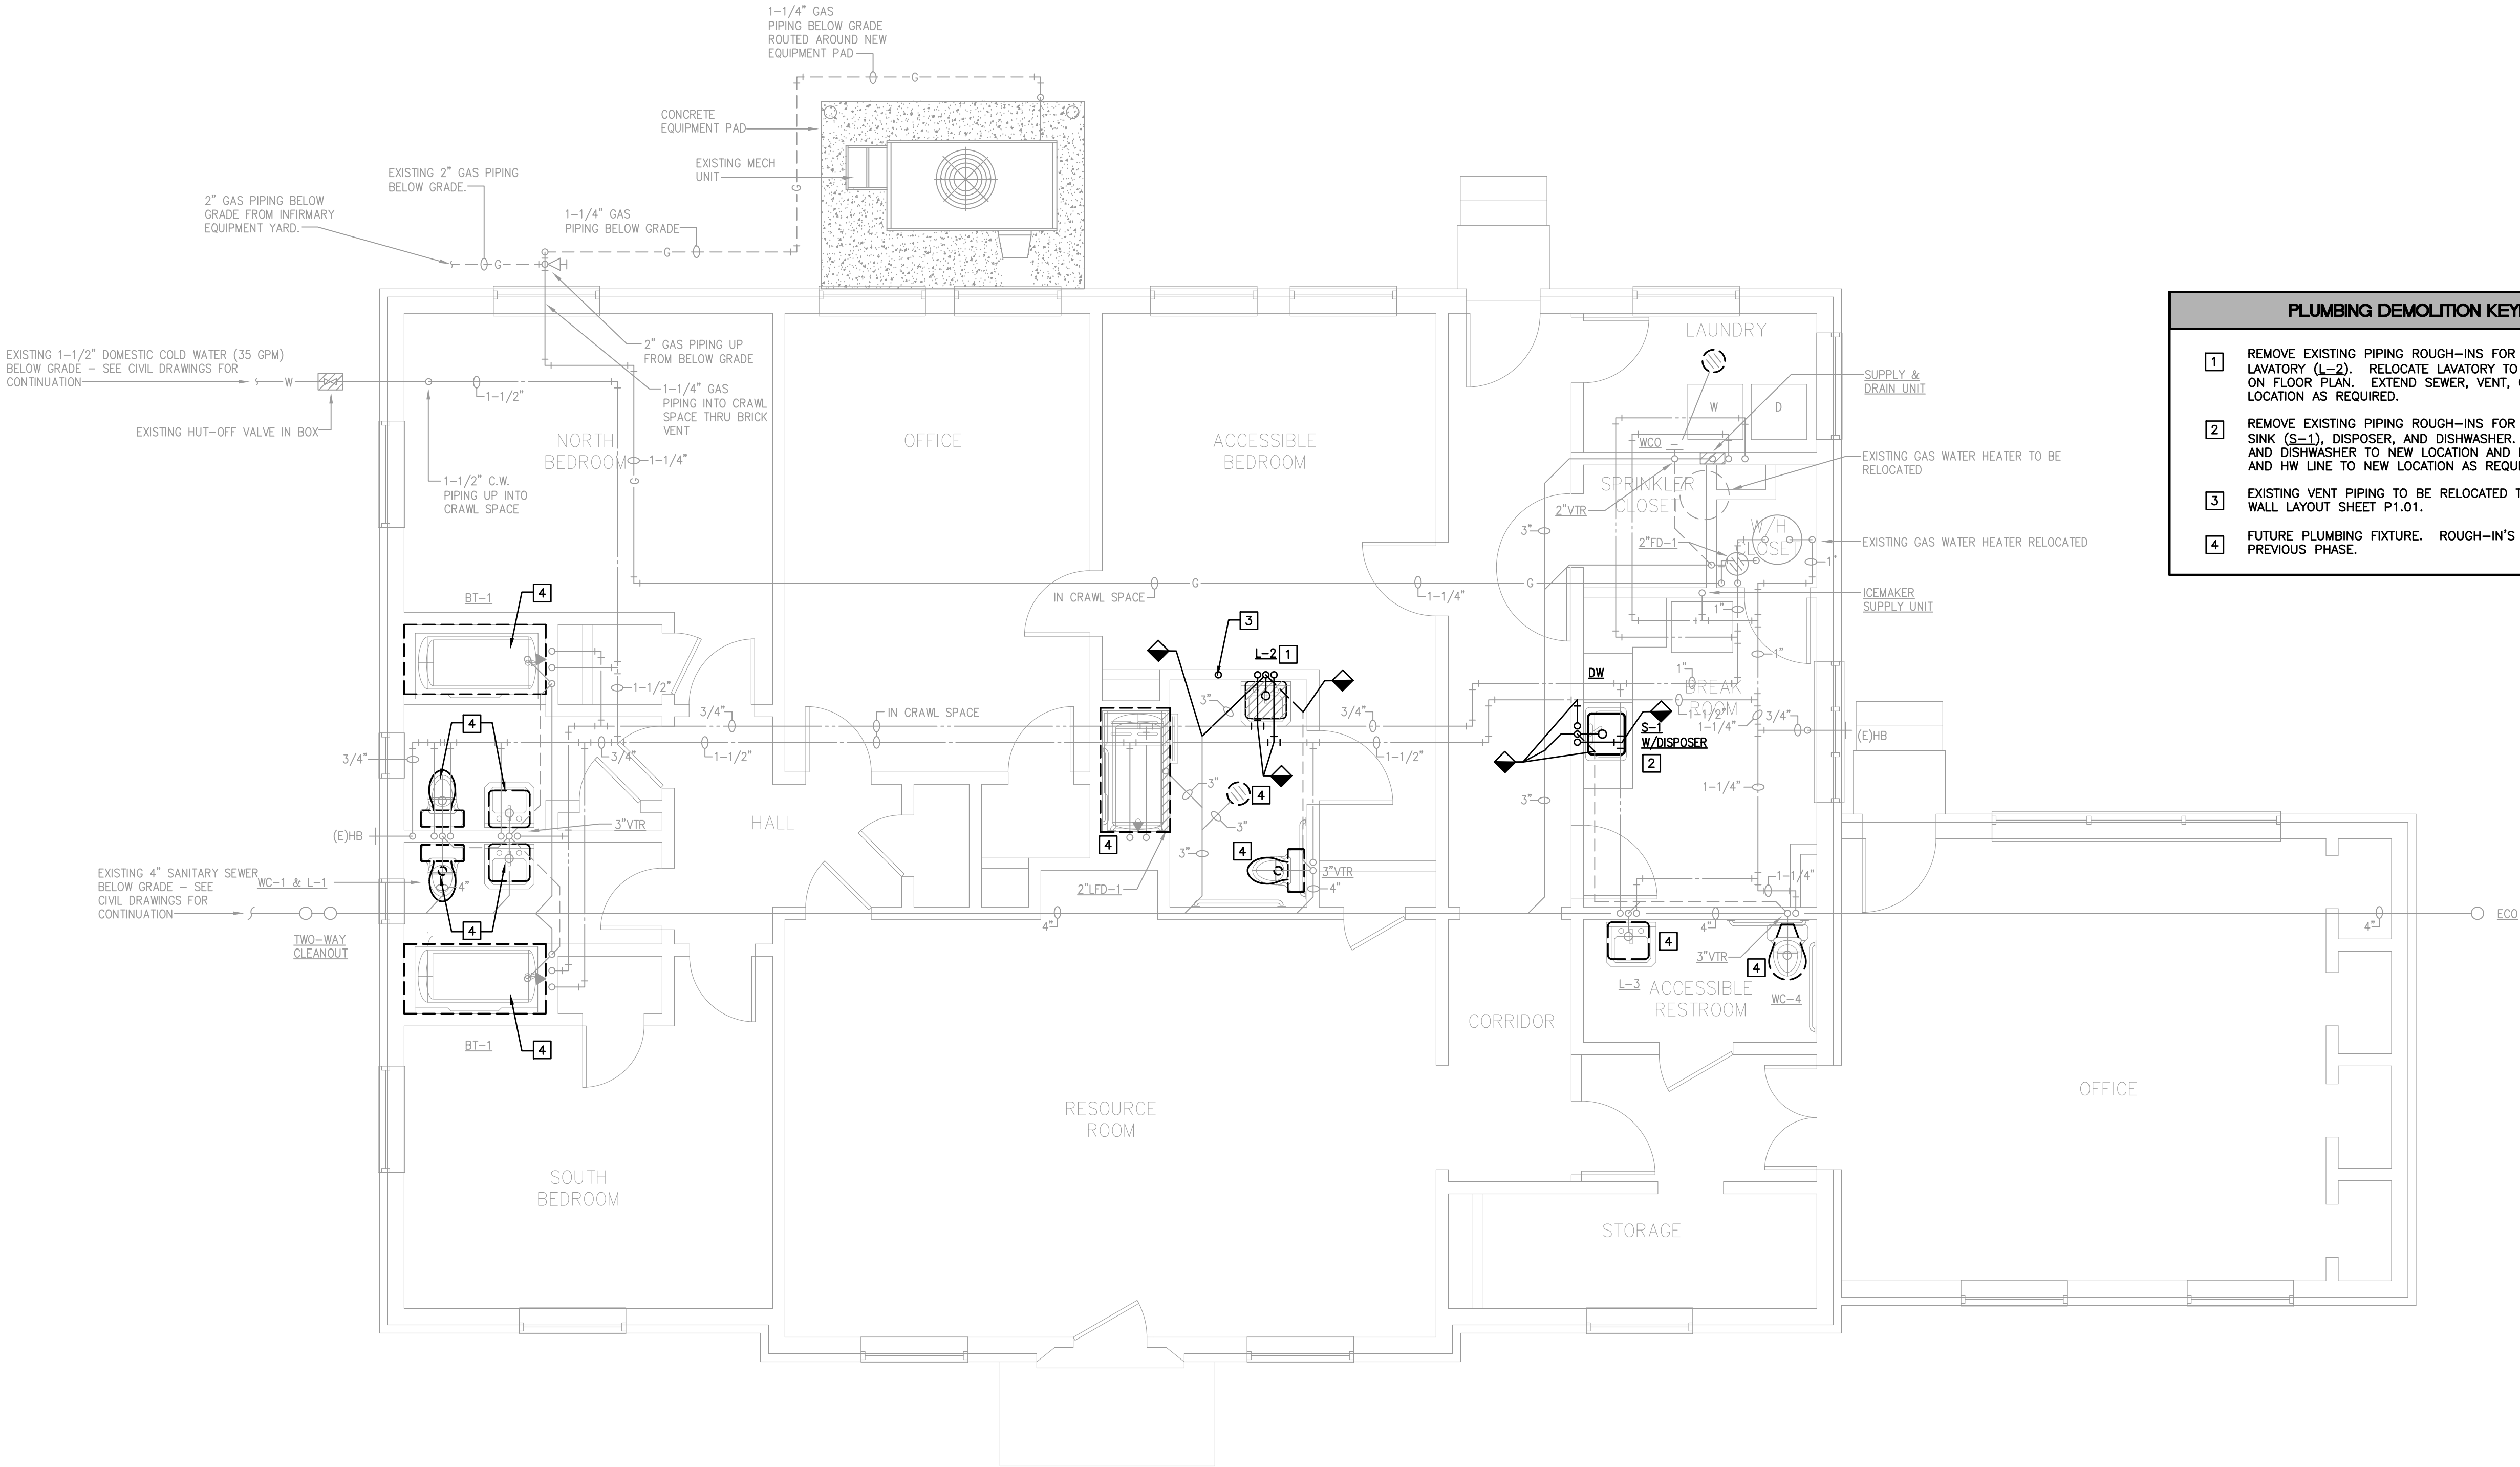 1-1/4" GAS
PIPING BELOW GRADE
ROUTED AROUND NEW
EQUIPMENT PAD
G
CONCRETE
EQUIPMENT PAD
EXISTING MECH
UNIT
G
EXISTING 2" GAS PIPING
BELOW GRADE.
2" GAS PIPING BELOW
GRADE FROM INFIRMARY
EQUIPMENT YARD.
1-1/4" GAS
PIPING BELOW GRADE
G
G
2" GAS PIPING UP
FROM BELOW GRADE
1-1/4" GAS
PIPING INTO CRAWL
SPACE THRU BRICK
VENT
EXISTING 1-1/2" DOMESTIC COLD WATER (35 GPM)
BELOW GRADE - SEE CIVIL DRAWINGS FOR
CONTINUATION
W
1-1/2"
EXISTING HUT-OFF VALVE IN BOX
NORTH
BEDROOM
1-1/4"
G
1-1/2" C.W.
PIPING UP INTO
CRAWL SPACE
OFFICE
ACCESSIBLE
BEDROOM
LAUNDRY
W
D
WCO
SUPPLY &
DRAIN UNIT
EXISTING GAS WATER HEATER TO BE
RELOCATED
SPRINKLER
CLOSET
2"VTR
3"
W/H
CLOSET
2"FD-1
EXISTING GAS WATER HEATER RELOCATED
1"
G
G
IN CRAWL SPACE
1-1/4"
ICEMAKER
SUPPLY UNIT
1"
PLUMBING DEMOLITION KEY
1
REMOVE EXISTING PIPING ROUGH-INS FOR
LAVATORY (L-2). RELOCATE LAVATORY TO
ON FLOOR PLAN. EXTEND SEWER, VENT,
LOCATION AS REQUIRED.
2
REMOVE EXISTING PIPING ROUGH-INS FOR
SINK (S-1), DISPOSER, AND DISHWASHER.
AND DISHWASHER TO NEW LOCATION AND
AND HW LINE TO NEW LOCATION AS
3
EXISTING VENT PIPING TO BE RELOCATED
WALL LAYOUT SHEET P1.01.
4
FUTURE PLUMBING FIXTURE. ROUGH-IN'S
PREVIOUS PHASE.
BT-1
4
3
L-2
1
1"
1"
DW
BREAK
ROOM
1-1/2"
3/4"
IN CRAWL SPACE
3"
3/4"
1-1/2"
1-1/4"
3/4"
(E)HB
4
S-1
W/DISPOSER
2
3/4"
3/4"
1-1/2"
1-1/2"
3"
3"
4
1-1/4"
3"
(E)HB
3"VTR
HALL
4
3"
4
3"VTR
4"
1-1/4"
EXISTING 4" SANITARY SEWER
BELOW GRADE - SEE
CIVIL DRAWINGS FOR
CONTINUATION
WC-1 & L-1
4"
2"LFD-1
4"
4"
4"
ECO
TWO-WAY
CLEANOUT
4
4
3"VTR
4
L-3
ACCESSIBLE
RESTROOM
WC-4
CORRIDOR
BT-1
4
RESOURCE
ROOM
OFFICE
SOUTH
BEDROOM
STORAGE